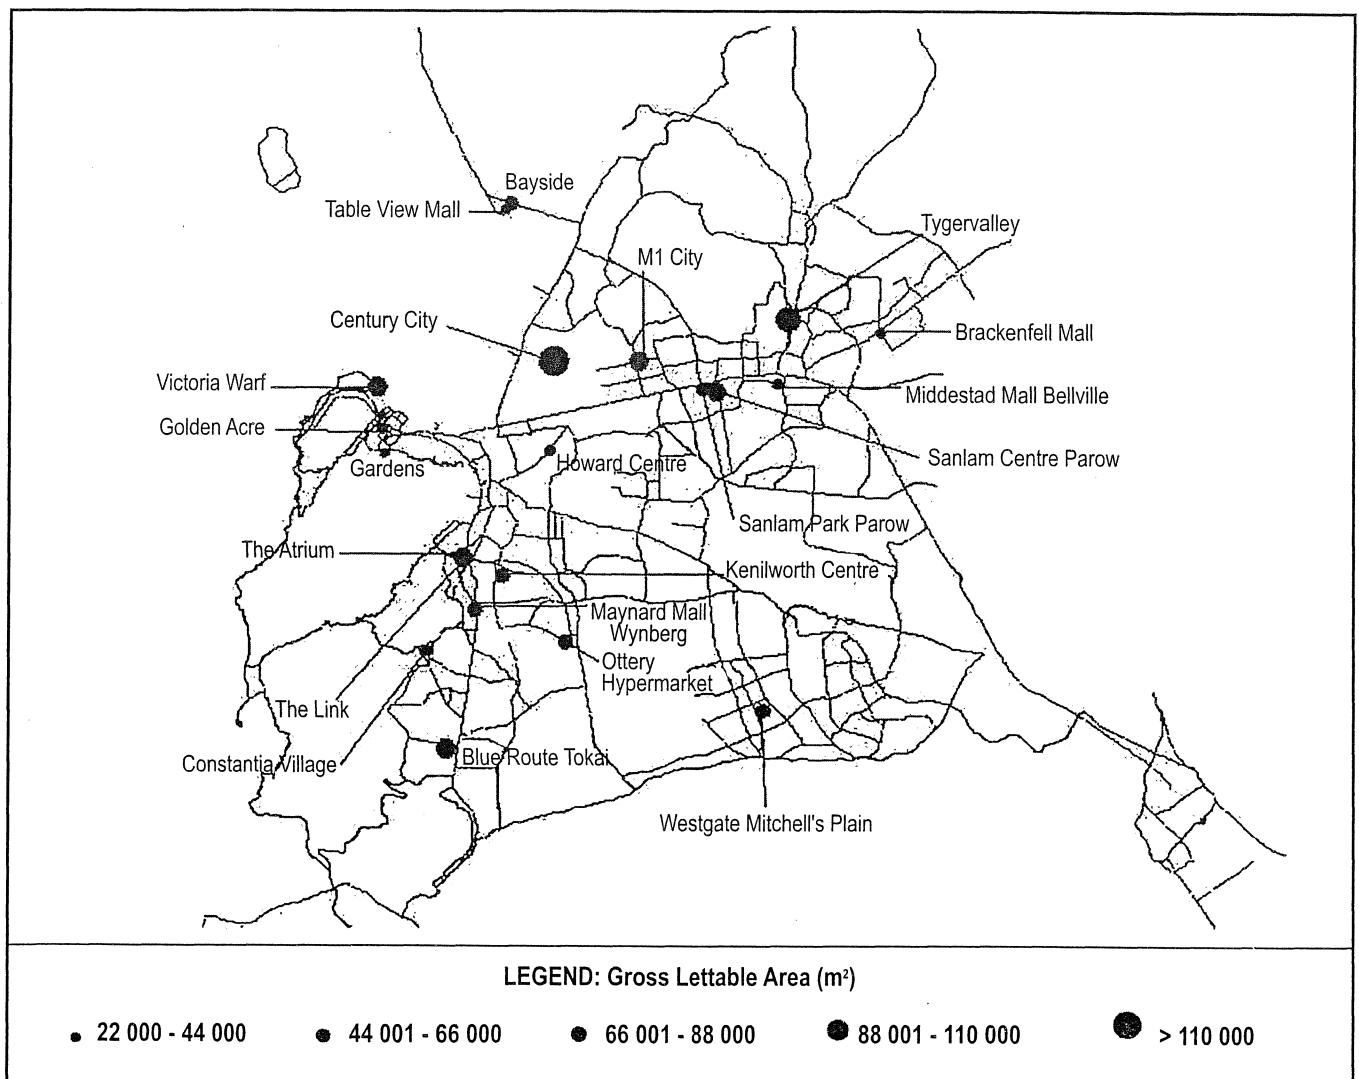 Bayside
Table View Mall
Tygervalley
M1 City
Century City
Brackenfell Mall
Victoria Warf
Middestad Mall Bellville
Golden Acre
Gardens
Howard Centre
Sanlam Centre Parow
Sanlam Park Parow
The Atrium
Kenilworth Centre
Maynard Mall
Wynberg
Ottery
Hypermarket
The Link
Constantia Village
Blue Route Tokai
Westgate Mitchell's Plain
LEGEND: Gross Lettable Area (m²)
22 000 - 44 000
44 001 - 66 000
66 001 - 88 000
88 001 - 110 000
> 110 000